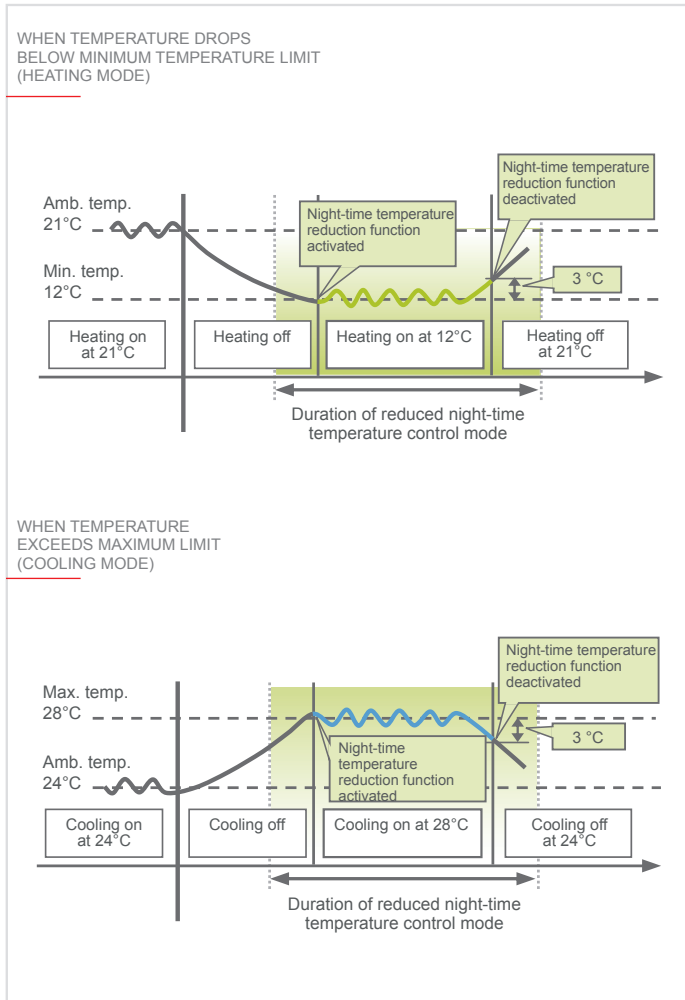 WHEN TEMPERATURE DROPS
BELOW MINIMUM TEMPERATURE LIMIT
(HEATING MODE)
Night-time temperature
reduction function
deactivated
Amb. temp.
21°C
Night-time temperature
reduction function
activated
Min. temp.
12°C
3 °C
Heating on
at 21°C
Heating off
Heating on at 12°C
Heating off
at 21°C
Duration of reduced night-time
temperature control mode
WHEN TEMPERATURE
EXCEEDS MAXIMUM LIMIT
(COOLING MODE)
Night-time temperature
reduction function
deactivated
Max. temp.
28°C
3 °C
Night-time
temperature
reduction function
activated
Amb. temp.
24°C
Cooling on
at 24°C
Cooling off
Cooling on at 28°C
Cooling off
at 24°C
Duration of reduced night-time
temperature control mode